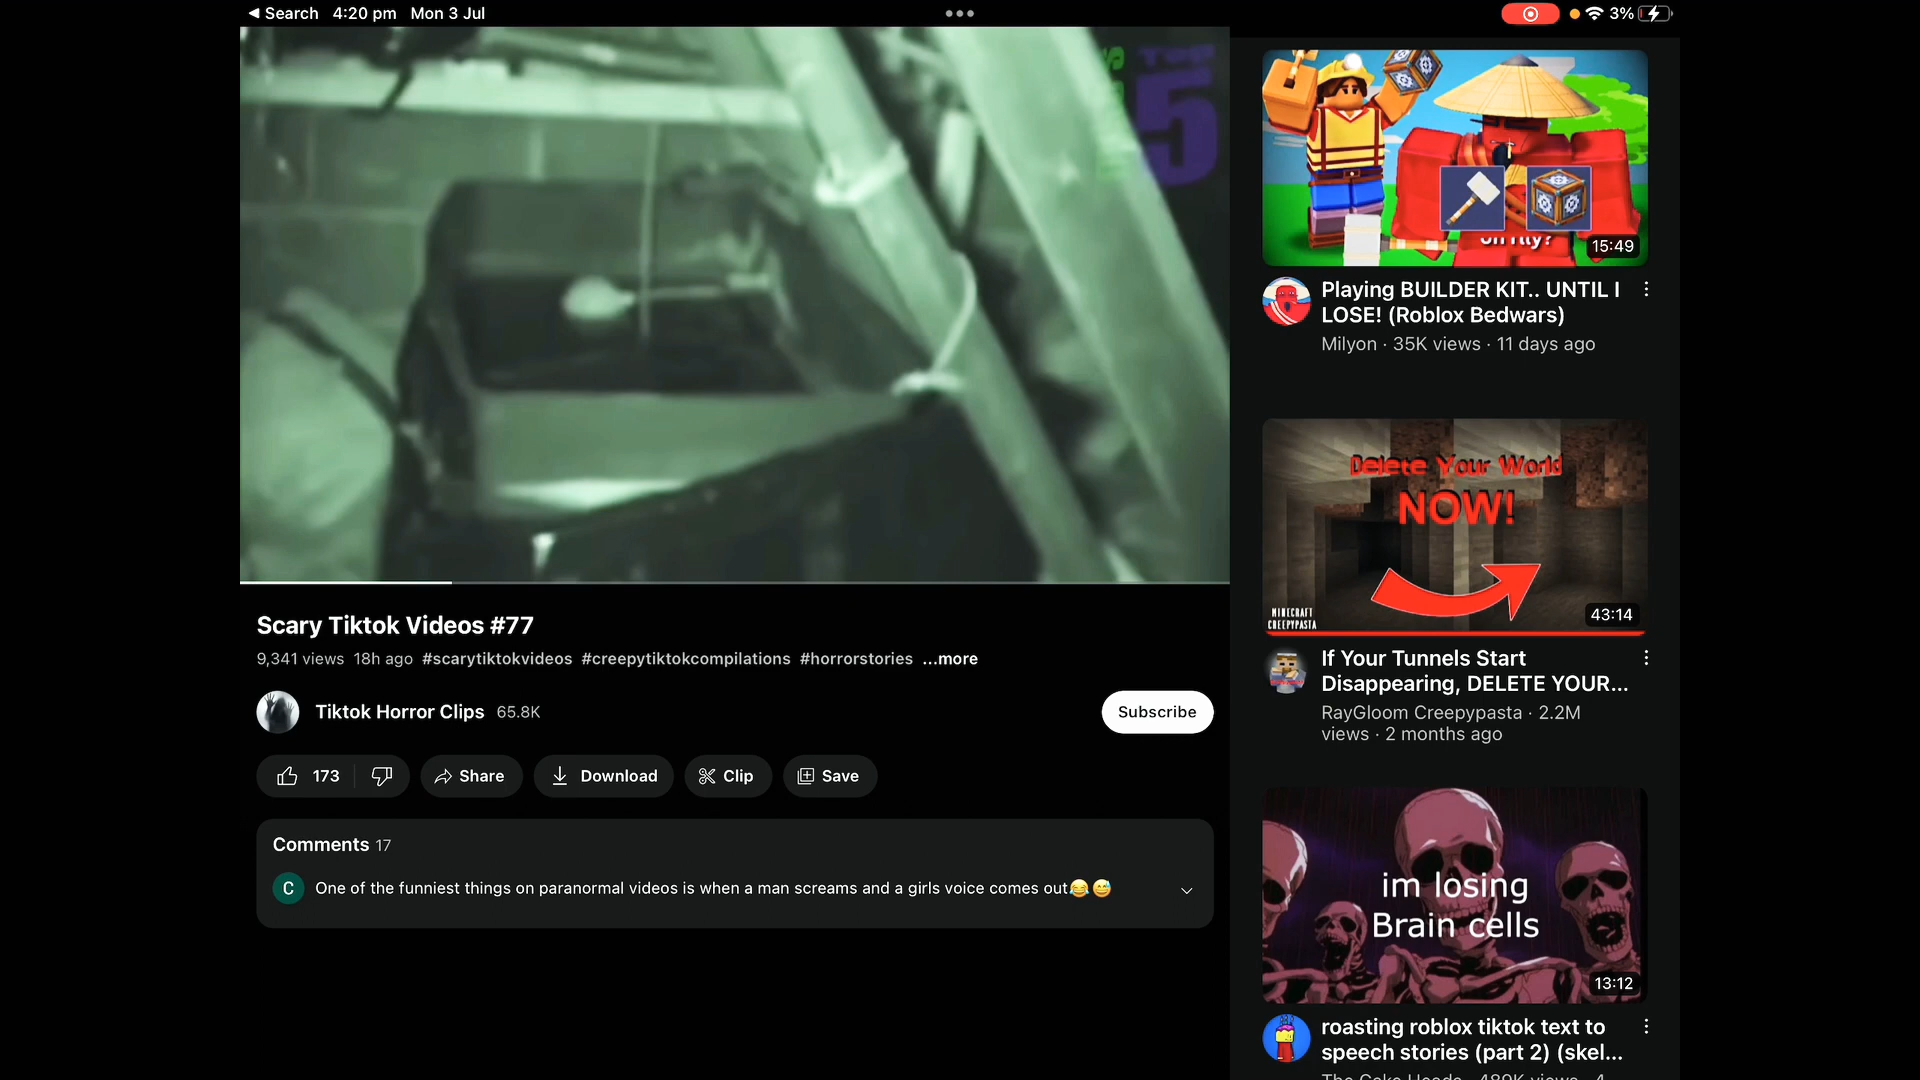 ◀ Search 4:20 pm Mon 3 Jul
3%
TOP
5
Scary Tiktok Videos #77
9,341 views 18h ago #scarytiktokvideos #creepytiktokcompilations #horrorstories ...more
Tiktok Horror Clips 65.8K
Subscribe
173
Share
Download
Clip
Save
Comments 17
C
One of the funniest things on paranormal videos is when a man screams and a girls voice comes out😂😅
15:49
Playing BUILDER KIT.. UNTIL I
LOSE! (Roblox Bedwars)
Milyon · 35K views · 11 days ago
Delete Your World
NOW!
MINECRAFT
CREEPYPASTA
43:14
If Your Tunnels Start
Disappearing, DELETE YOUR...
RayGloom Creepypasta · 2.2M
views · 2 months ago
im losing
Brain cells
13:12
roasting roblox tiktok text to
speech stories (part 2) (skel...